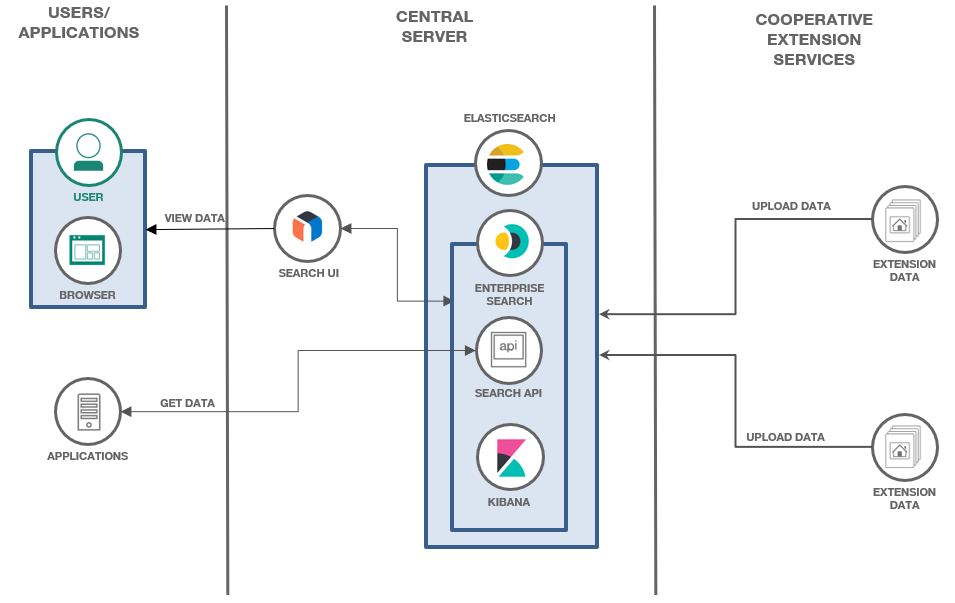 USERS/
APPLICATIONS
CENTRAL
SERVER
COOPERATIVE
EXTENSION
SERVICES
ELASTICSEARCH
USER
BROWSER
VIEW DATA
SEARCH UI
ENTERPRISE
SEARCH
api
SEARCH API
KIBANA
GET DATA
APPLICATIONS
UPLOAD DATA
EXTENSION
DATA
UPLOAD DATA
EXTENSION
DATA